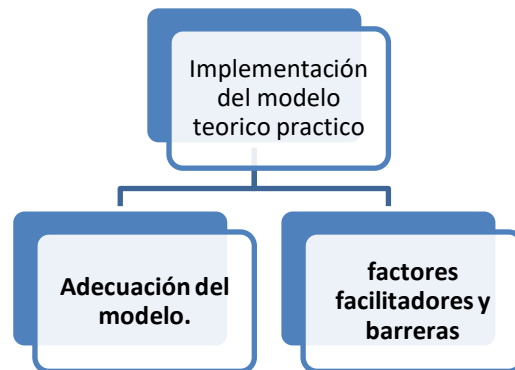 Implementación
del modelo
teorico practico
Adecuación del
modelo.
factores
facilitadores y
barreras